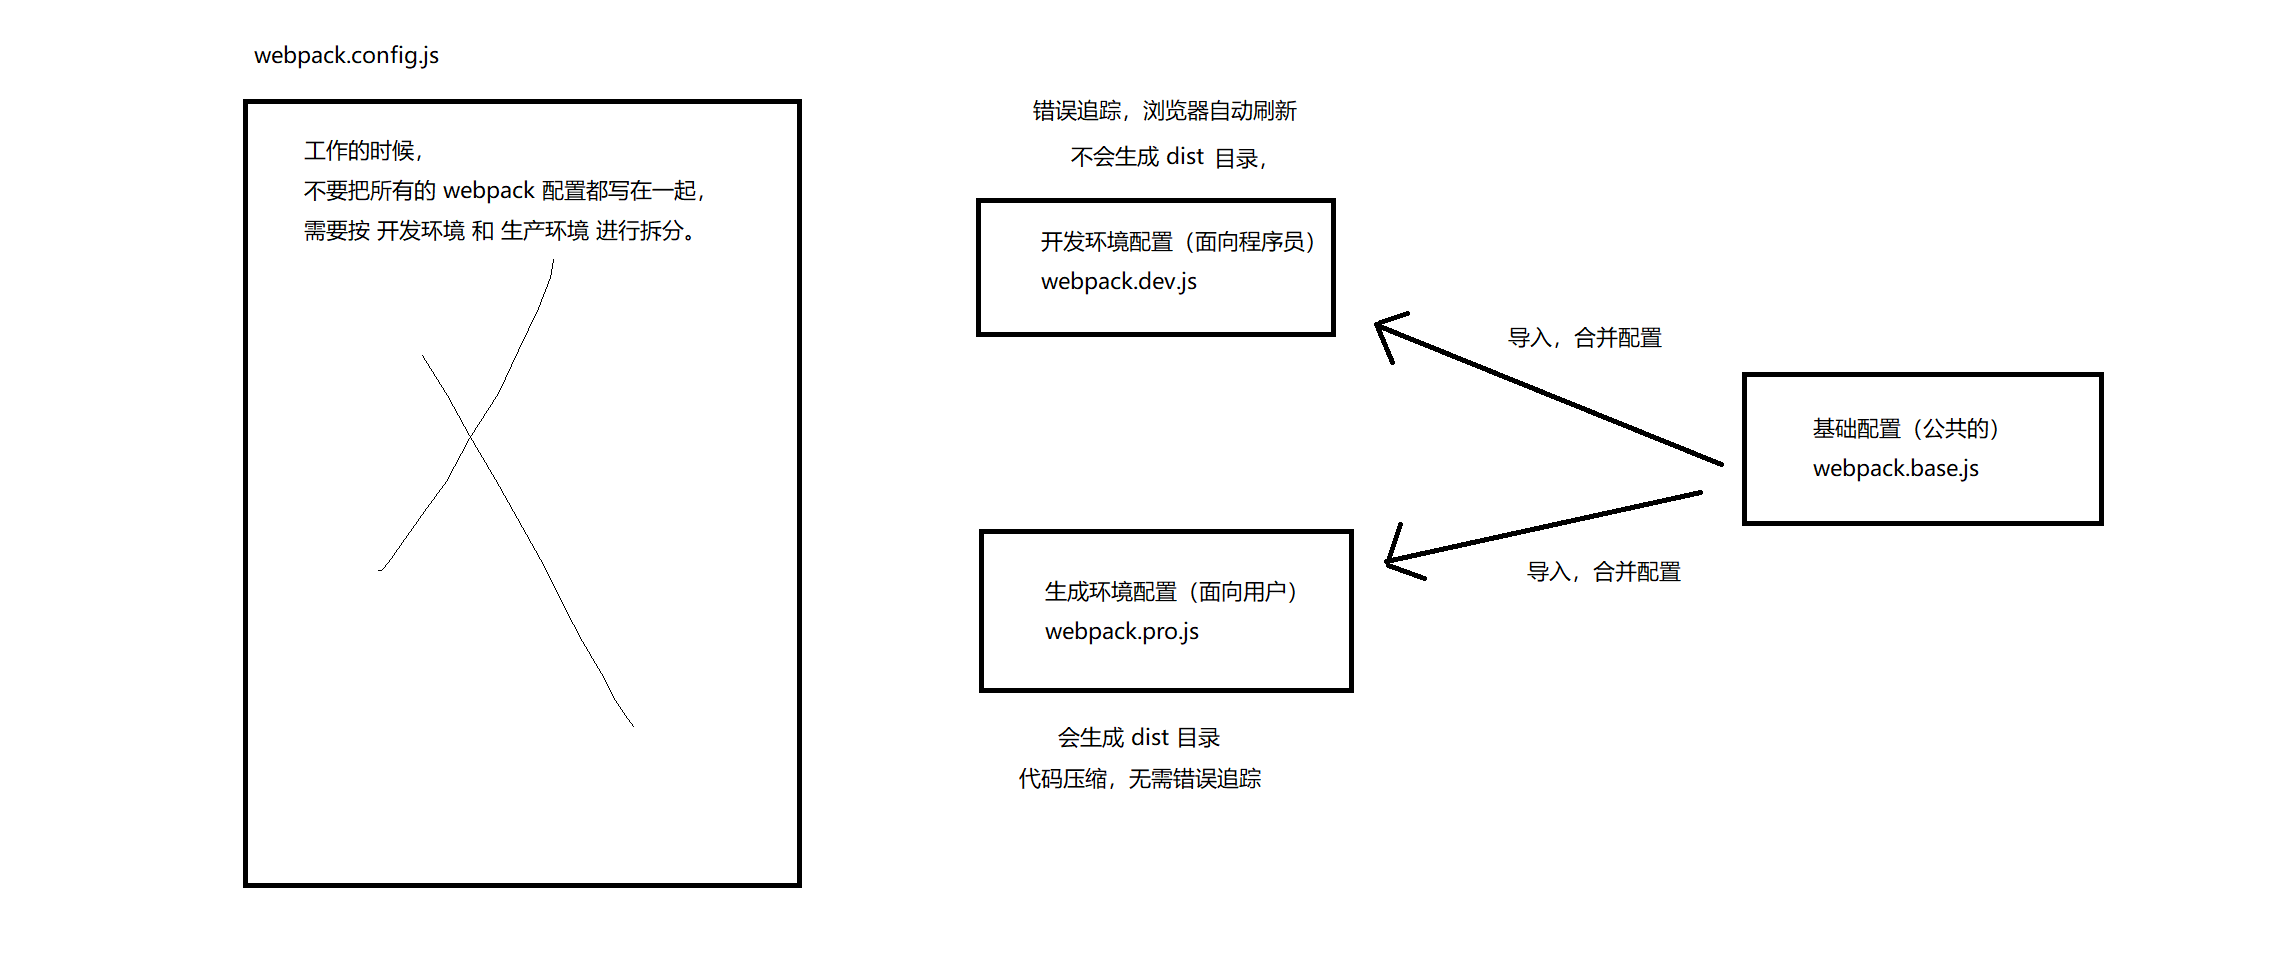 webpack.config.js
工作的时候，
不要把所有的 webpack 配置都写在一起，
需要按 开发环境 和 生产环境 进行拆分。
错误追踪，浏览器自动刷新
不会生成 dist 目录，
开发环境配置（面向程序员）
webpack.dev.js
导入，合并配置
基础配置（公共的）
webpack.base.js
导入，合并配置
生成环境配置（面向用户）
webpack.pro.js
会生成 dist 目录
代码压缩，无需错误追踪